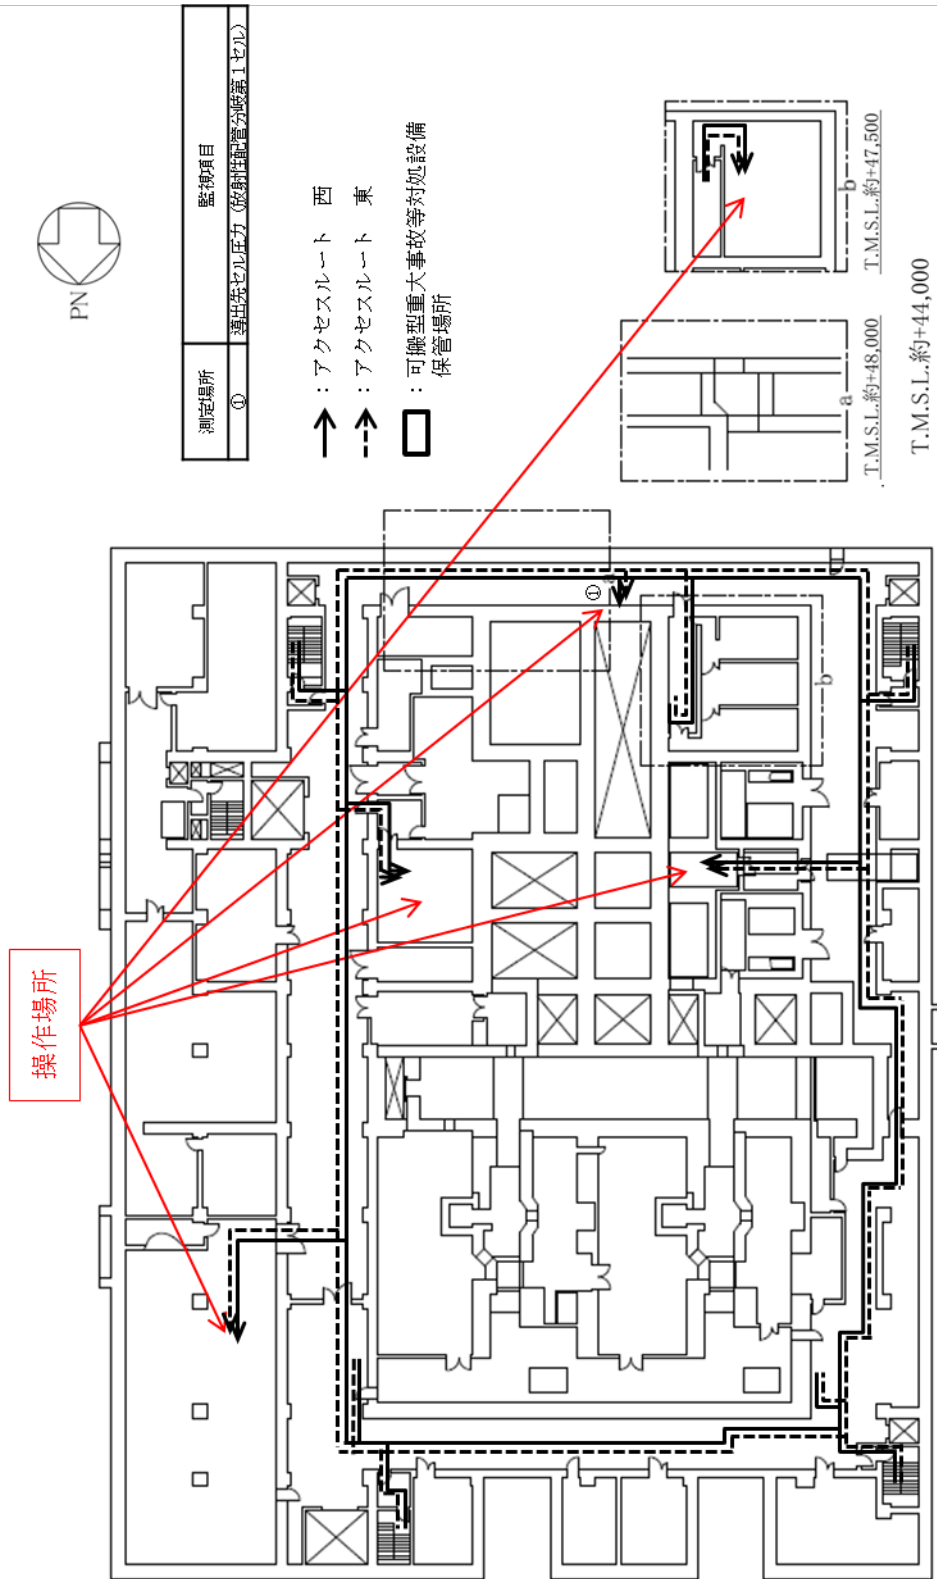 測定場所 監視項目
① 導出先セル圧力（放射性配管分岐第１セル）
PN
：アクセスルート　西
：アクセスルート　東
：可搬型重大事故等対処設備
保管場所
b
T.M.S.L.約+47,500
a
T.M.S.L.約+48,000
T.M.S.L.約+44,000
①
a
b
操作場所